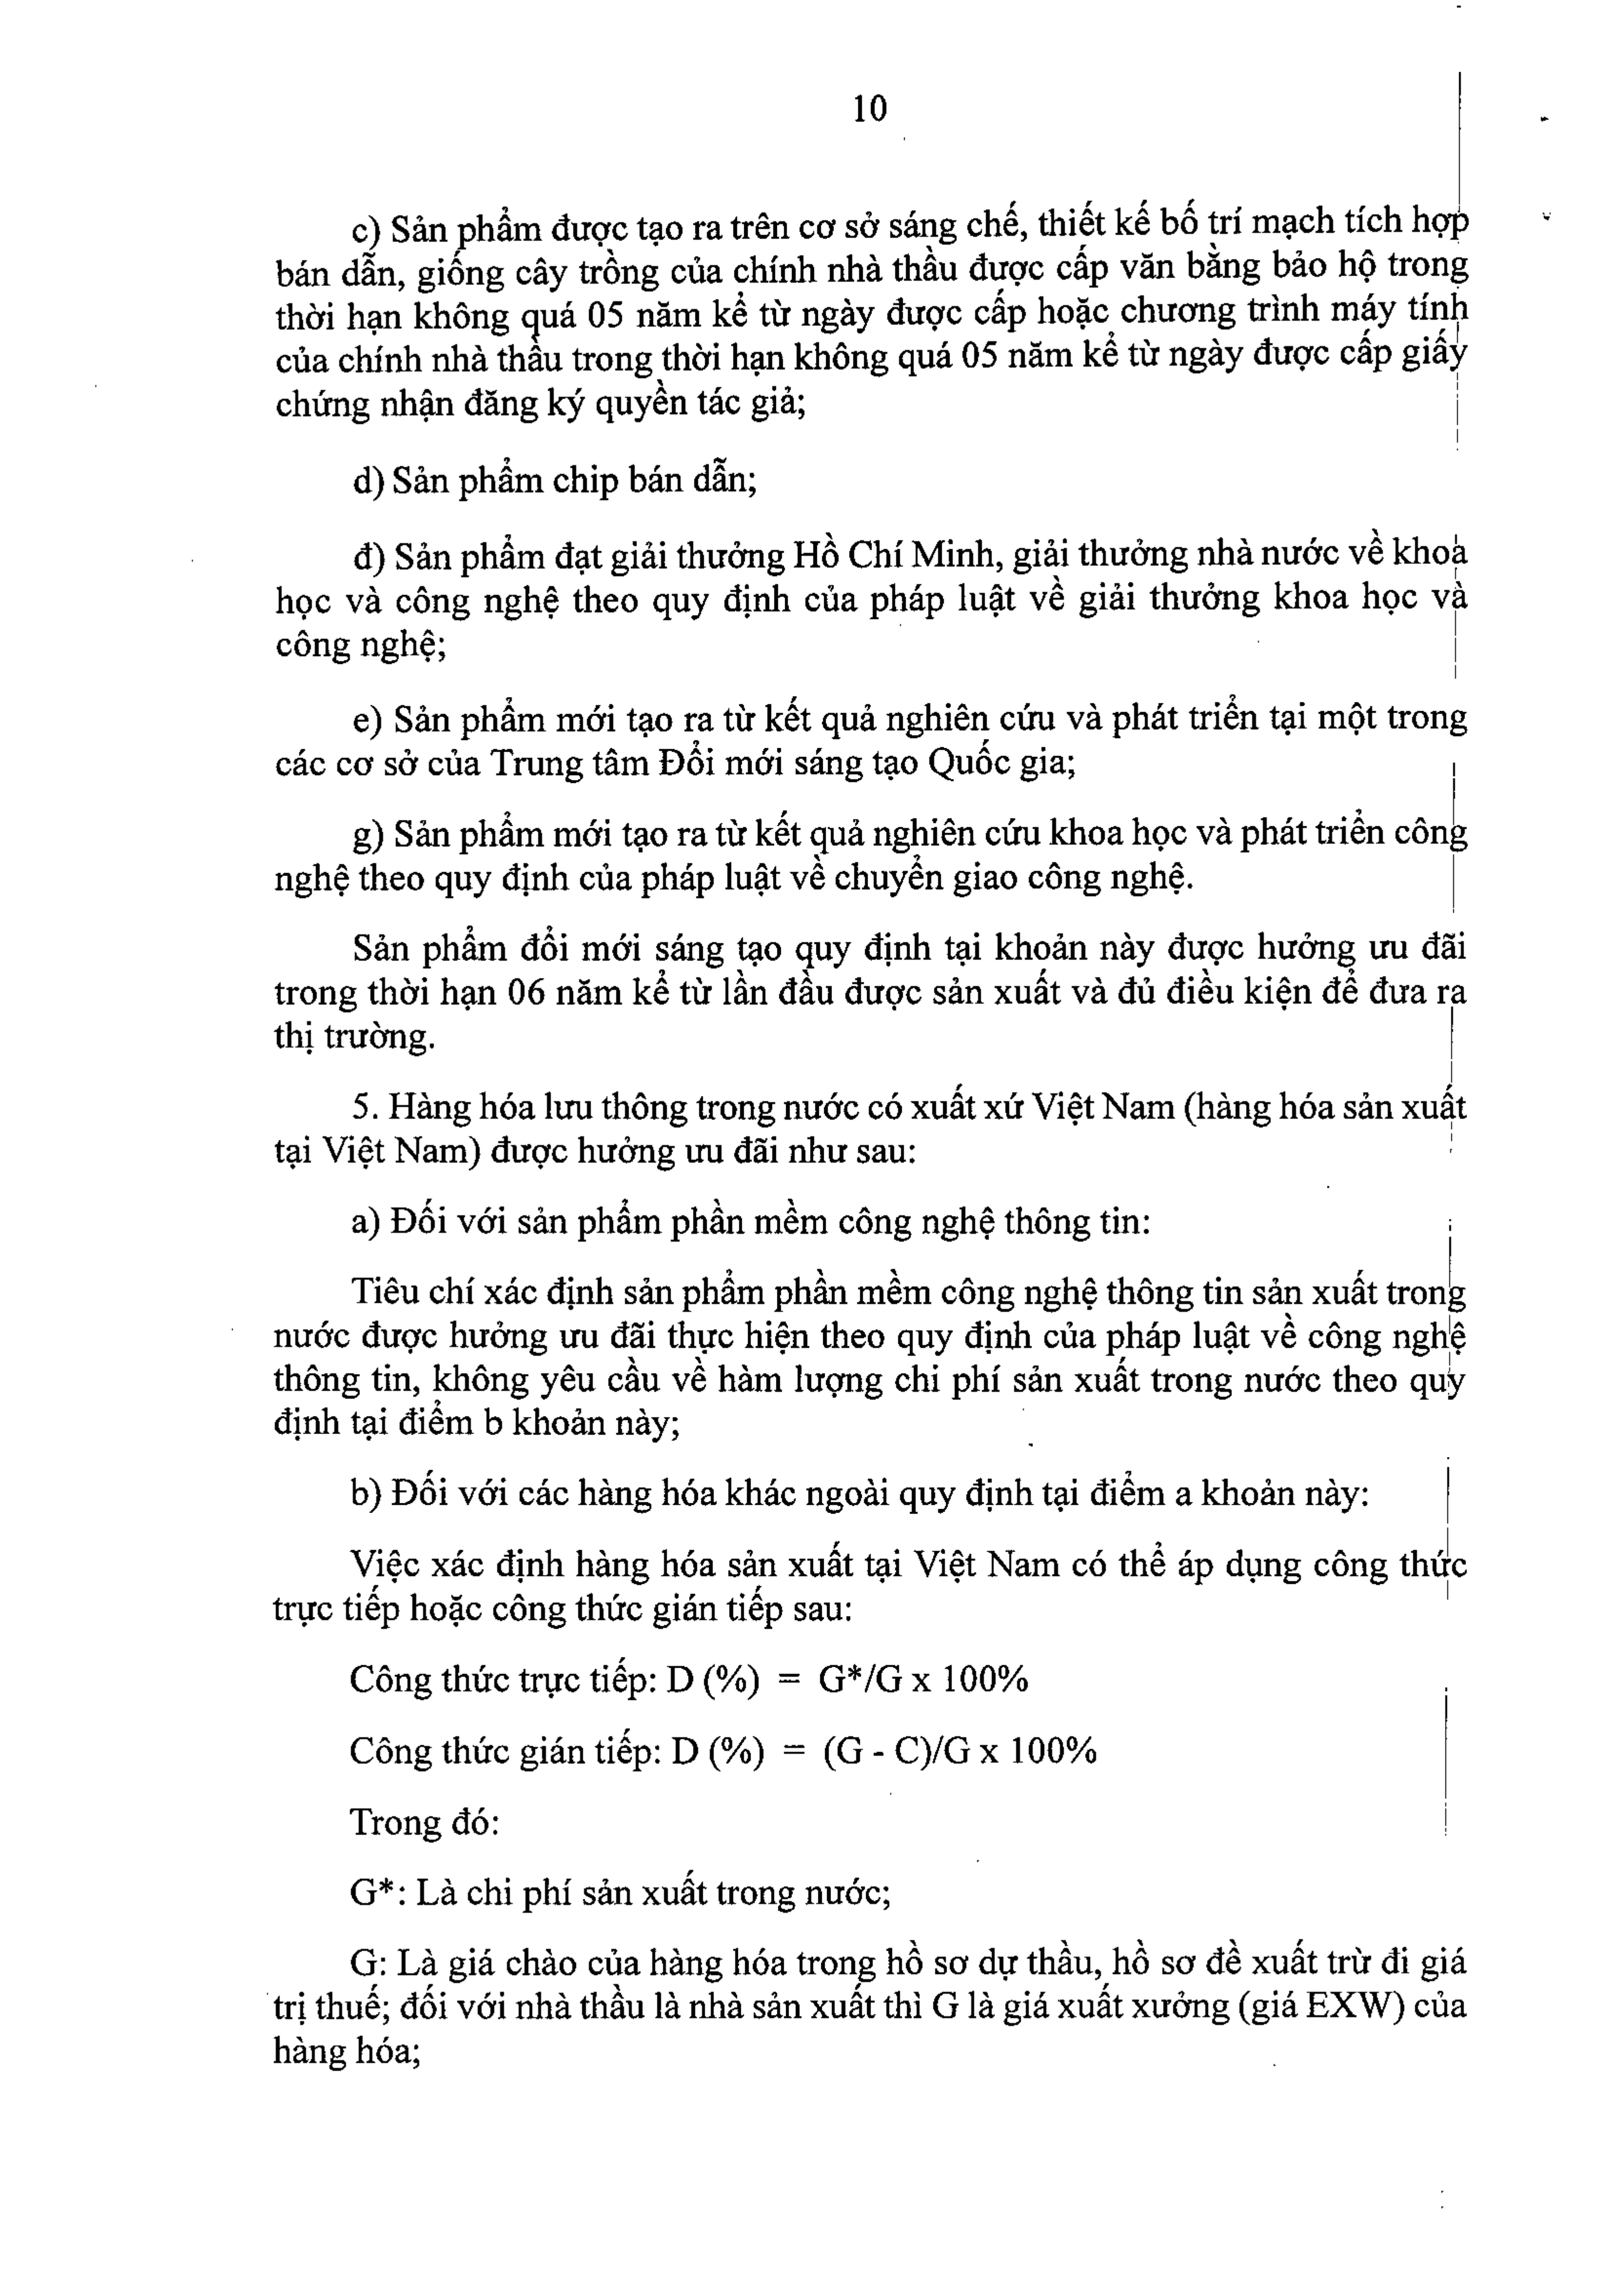 10
c) Sản phẩm được tạo ra trên cơ sở sáng chế, thiết kế bố trí mạch tích hợp
bán dẫn, giống cây trồng của chính nhà thầu được cấp văn bằng bảo hộ trong
thời hạn không quá 05 năm kể từ ngày được cấp hoặc chương trình máy tính
của chính nhà thầu trong thời hạn không quá 05 năm kể từ ngày được cấp giấy
chứng nhận đăng ký quyền tác giả;
d) Sản phẩm chip bán dẫn;
đ) Sản phẩm đạt giải thưởng Hồ Chí Minh, giải thưởng nhà nước về khoa
học và công nghệ theo quy định của pháp luật về giải thưởng khoa học và
công nghệ;
e) Sản phẩm mới tạo ra từ kết quả nghiên cứu và phát triển tại một trong
các cơ sở của Trung tâm Đổi mới sáng tạo Quốc gia;
g) Sản phẩm mới tạo ra từ kết quả nghiên cứu khoa học và phát triển công
nghệ theo quy định của pháp luật về chuyển giao công nghệ.
Sản phẩm đổi mới sáng tạo quy định tại khoản này được hưởng ưu đãi
trong thời hạn 06 năm kể từ lần đầu được sản xuất và đủ điều kiện để đưa ra
thị trường.
5. Hàng hóa lưu thông trong nước có xuất xứ Việt Nam (hàng hóa sản xuất
tại Việt Nam) được hưởng ưu đãi như sau:
a) Đối với sản phẩm phần mềm công nghệ thông tin:
Tiêu chí xác định sản phẩm phần mềm công nghệ thông tin sản xuất trong
nước được hưởng ưu đãi thực hiện theo quy định của pháp luật về công nghệ
thông tin, không yêu cầu về hàm lượng chi phí sản xuất trong nước theo quy
định tại điểm b khoản này;
b) Đối với các hàng hóa khác ngoài quy định tại điểm a khoản này:
Việc xác định hàng hóa sản xuất tại Việt Nam có thể áp dụng công thức
trực tiếp hoặc công thức gián tiếp sau:
Công thức trực tiếp: D (%) = G*/G x 100%
Công thức gián tiếp: D (%) = (G - C)/G x 100%
Trong đó:
G*: Là chi phí sản xuất trong nước;
G: Là giá chào của hàng hóa trong hồ sơ dự thầu, hồ sơ đề xuất trừ đi giá
trị thuế; đối với nhà thầu là nhà sản xuất thì G là giá xuất xưởng (giá EXW) của
hàng hóa;